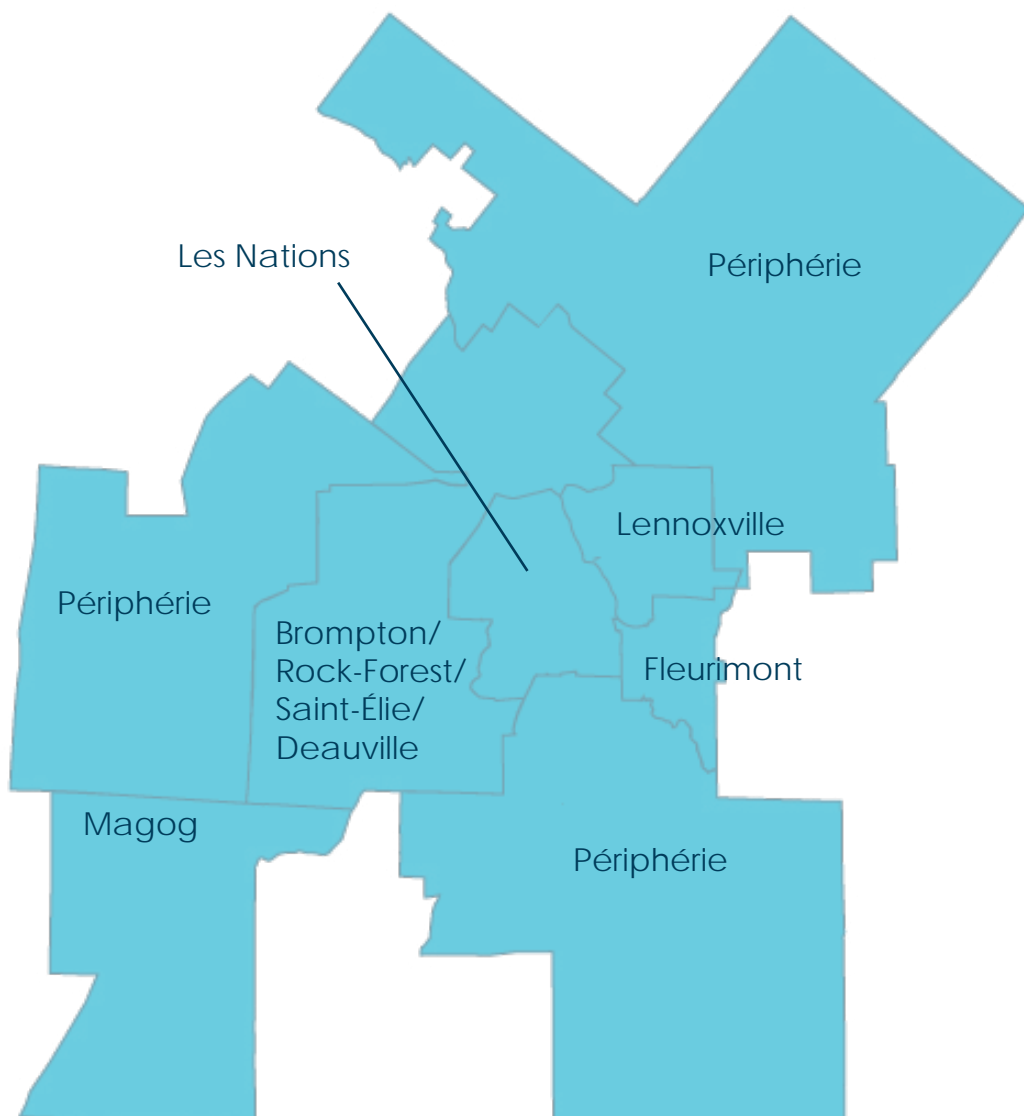 Les Nations
Périphérie
Lennoxville
Périphérie
Brompton/
Rock-Forest/
Saint-Élie/
Deauville
Fleurimont
Magog
Périphérie